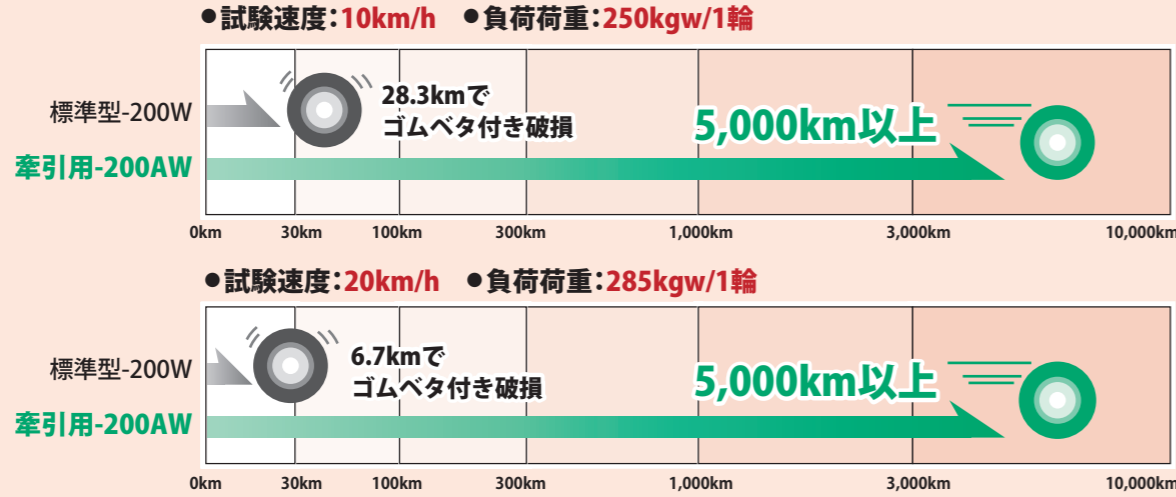 ●試験速度：10km/h ●負荷荷重：250kgw/1輪
標準型-200W
28.3kmで
ゴムベタ付き破損
5,000km以上
牽引用-200AW
0km 30km 100km 300km 1,000km 3,000km 10,000km
●試験速度：20km/h ●負荷荷重：285kgw/1輪
標準型-200W
6.7kmで
ゴムベタ付き破損
5,000km以上
牽引用-200AW
0km 30km 100km 300km 1,000km 3,000km 10,000km